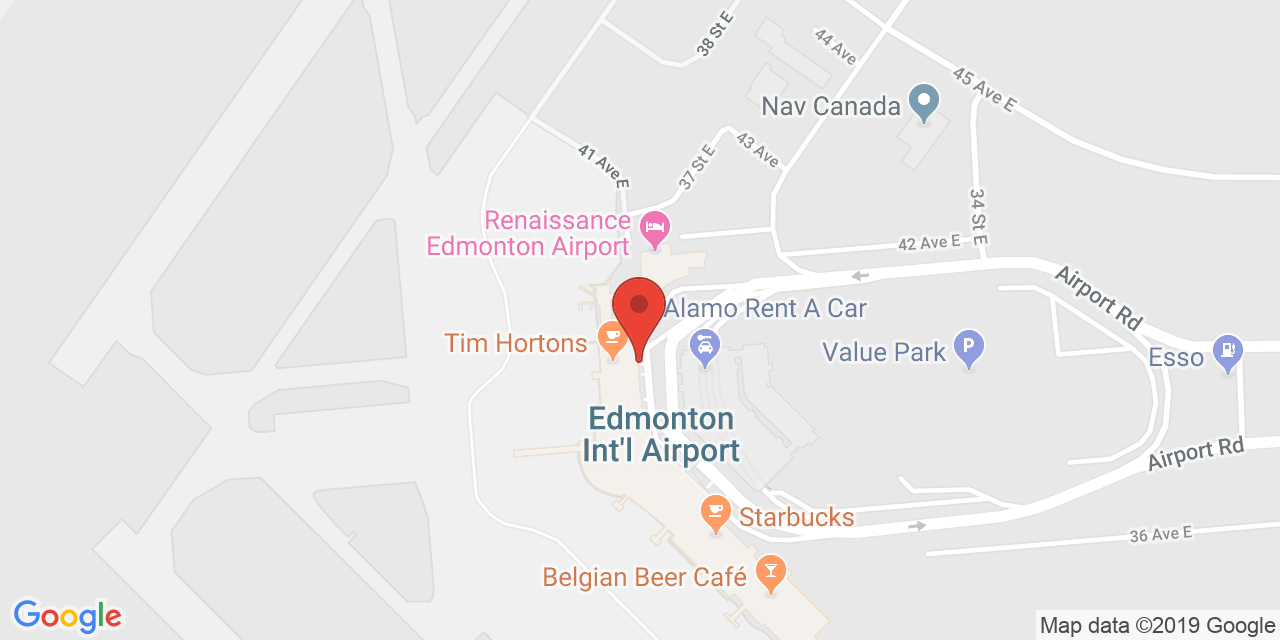 38 St E
44 Ave
45 Ave E
Nav Canada
43 Ave
41 Ave E
37 St E
34 St E
Renaissance
Edmonton Airport
42 Ave E
Airport Rd
Alamo Rent A Car
Tim Hortons
Value Park
P
Esso
Edmonton
Int'l Airport
Airport Rd
Starbucks
36 Ave E
Belgian Beer Café
Google
Map data ©2019 Google